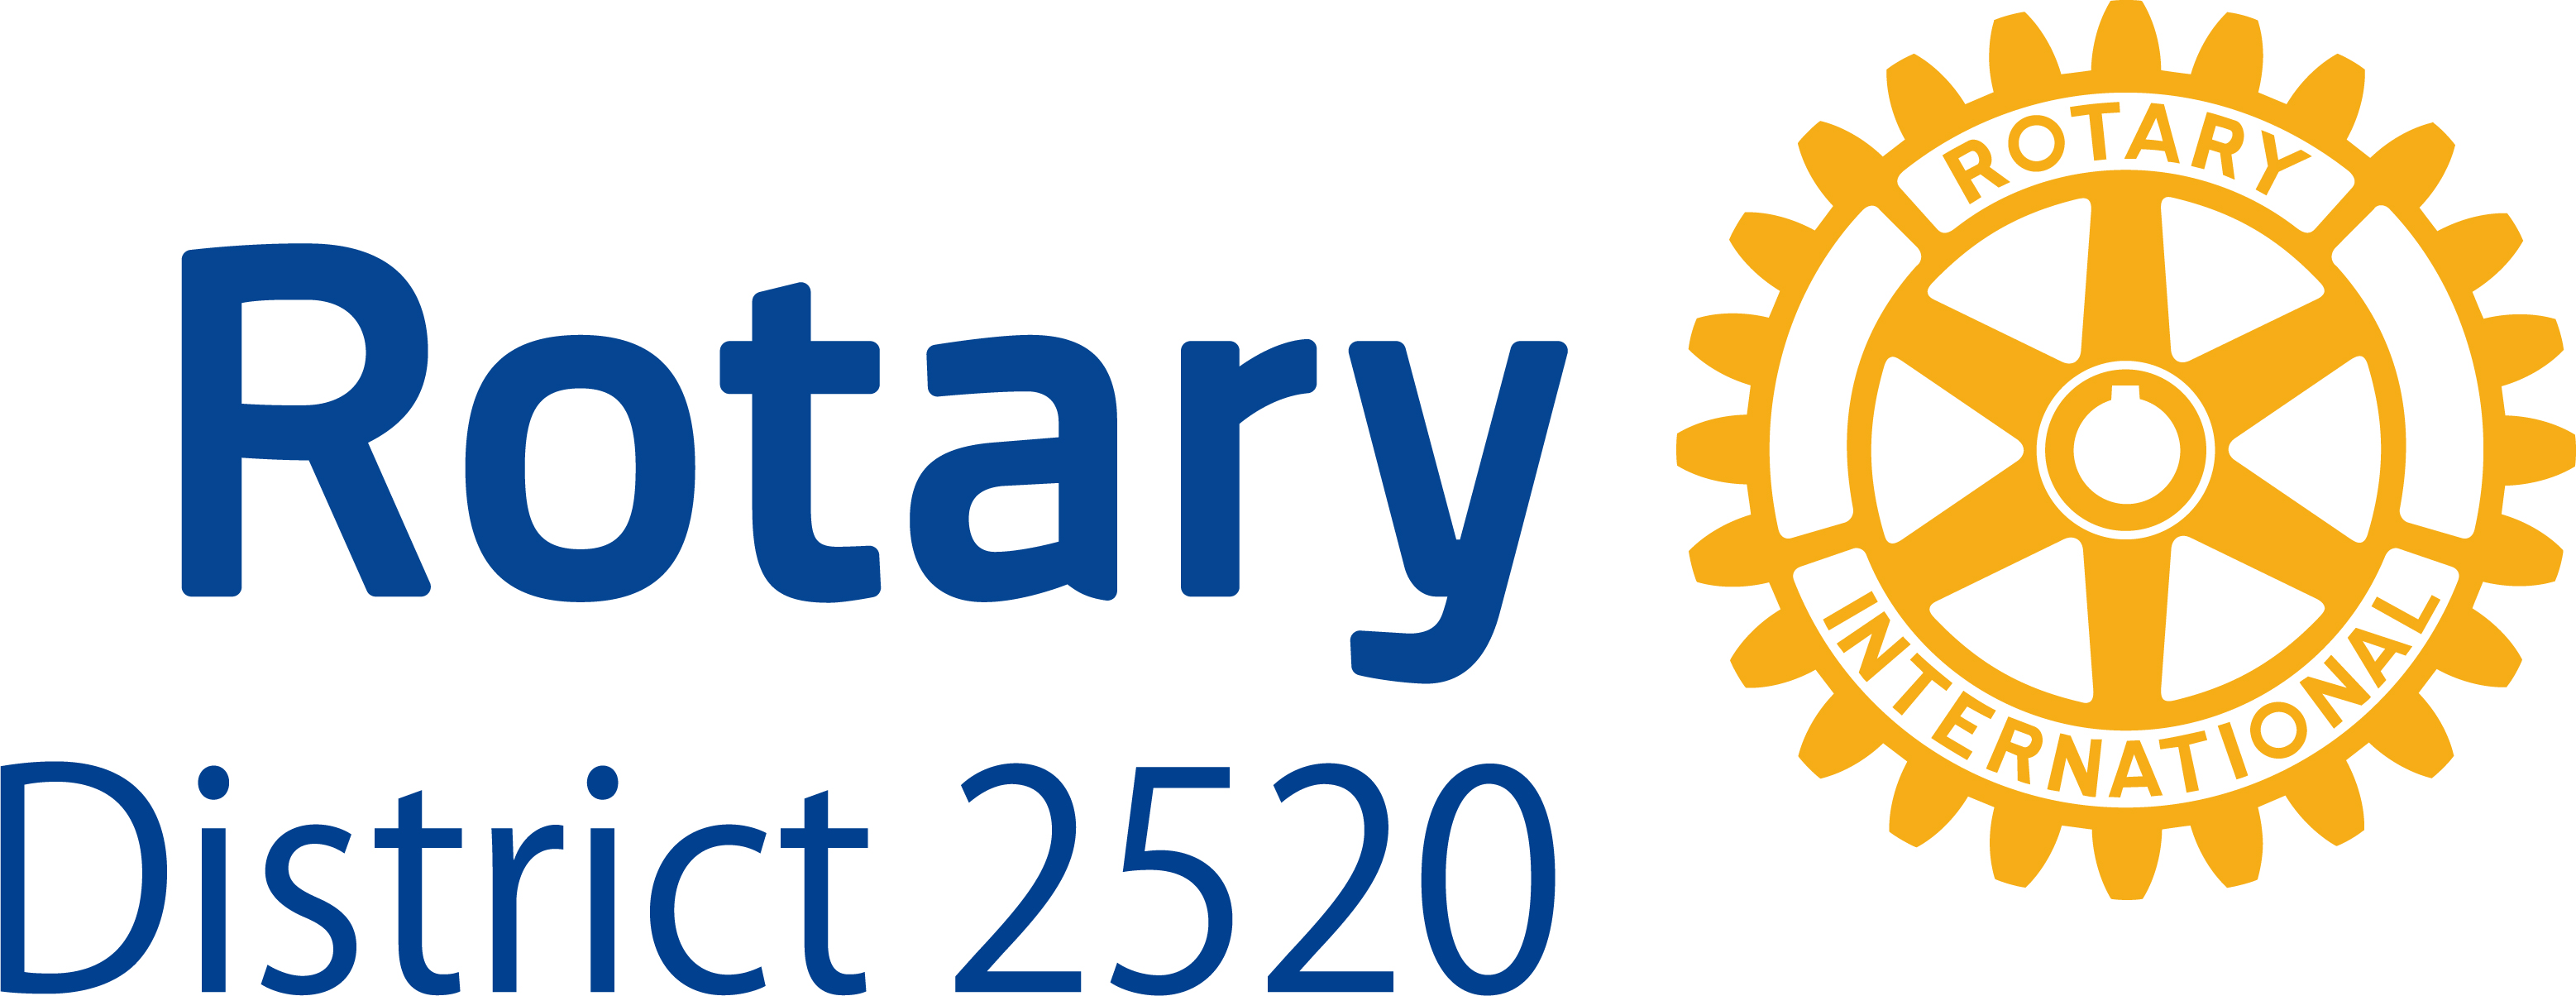 Rotary
District 2520
ROTARY
INTERNATIONAL